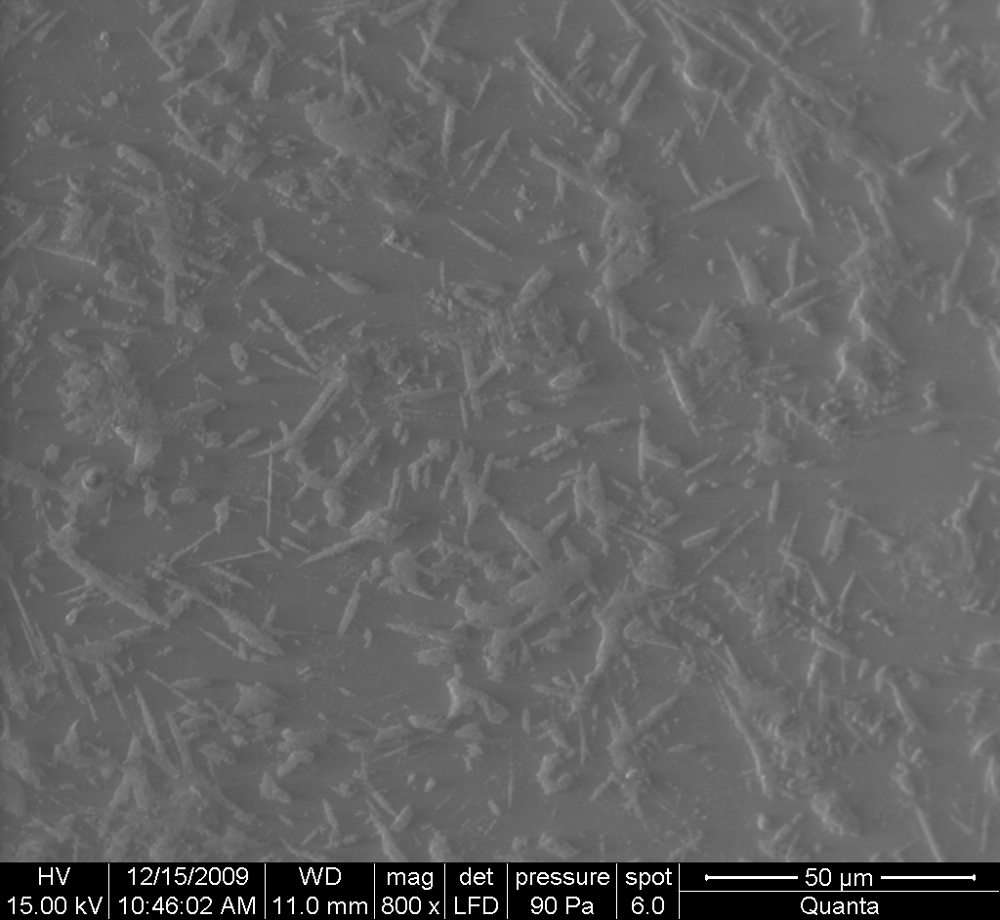 HV 12/15/2009 WD mag det pressure spot 50 µm
15.00 kV 10:46:02 AM 11.0 mm 800 x LFD 90 Pa 6.0 Quanta